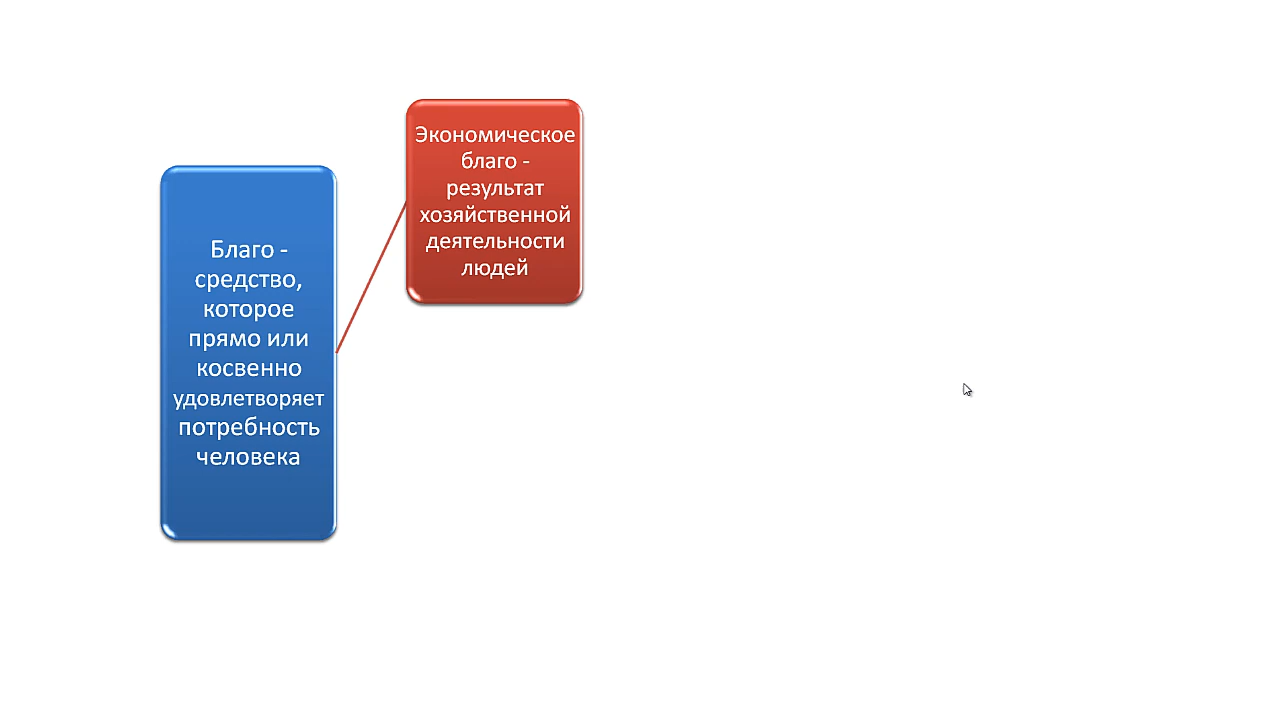 Благо -
средство,
которое
прямо или
косвенно
удовлетворяет
потребность
человека
Экономическое
благо -
результат
хозяйственной
деятельности
людей